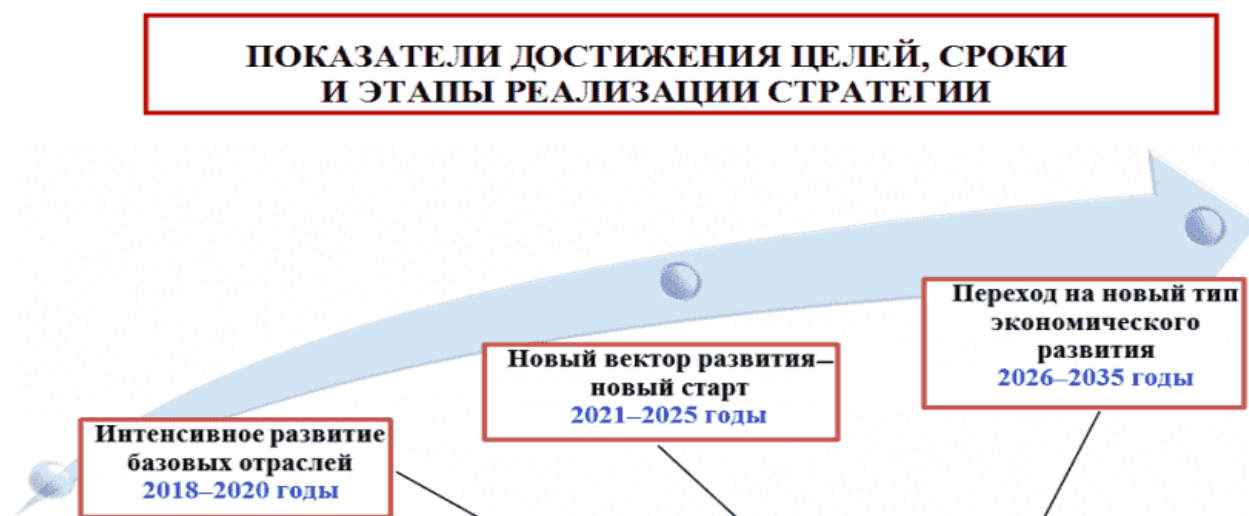 ПОКАЗАТЕЛИ ДОСТИЖЕНИЯ ЦЕЛЕЙ, СРОКИ
И ЭТАПЫ РЕАЛИЗАЦИИ СТРАТЕГИИ
Интенсивное развитие
базовых отраслей
2018–2020 годы
Новый вектор развития–
новый старт
2021–2025 годы
Переход на новый тип
экономического
развития
2026–2035 годы